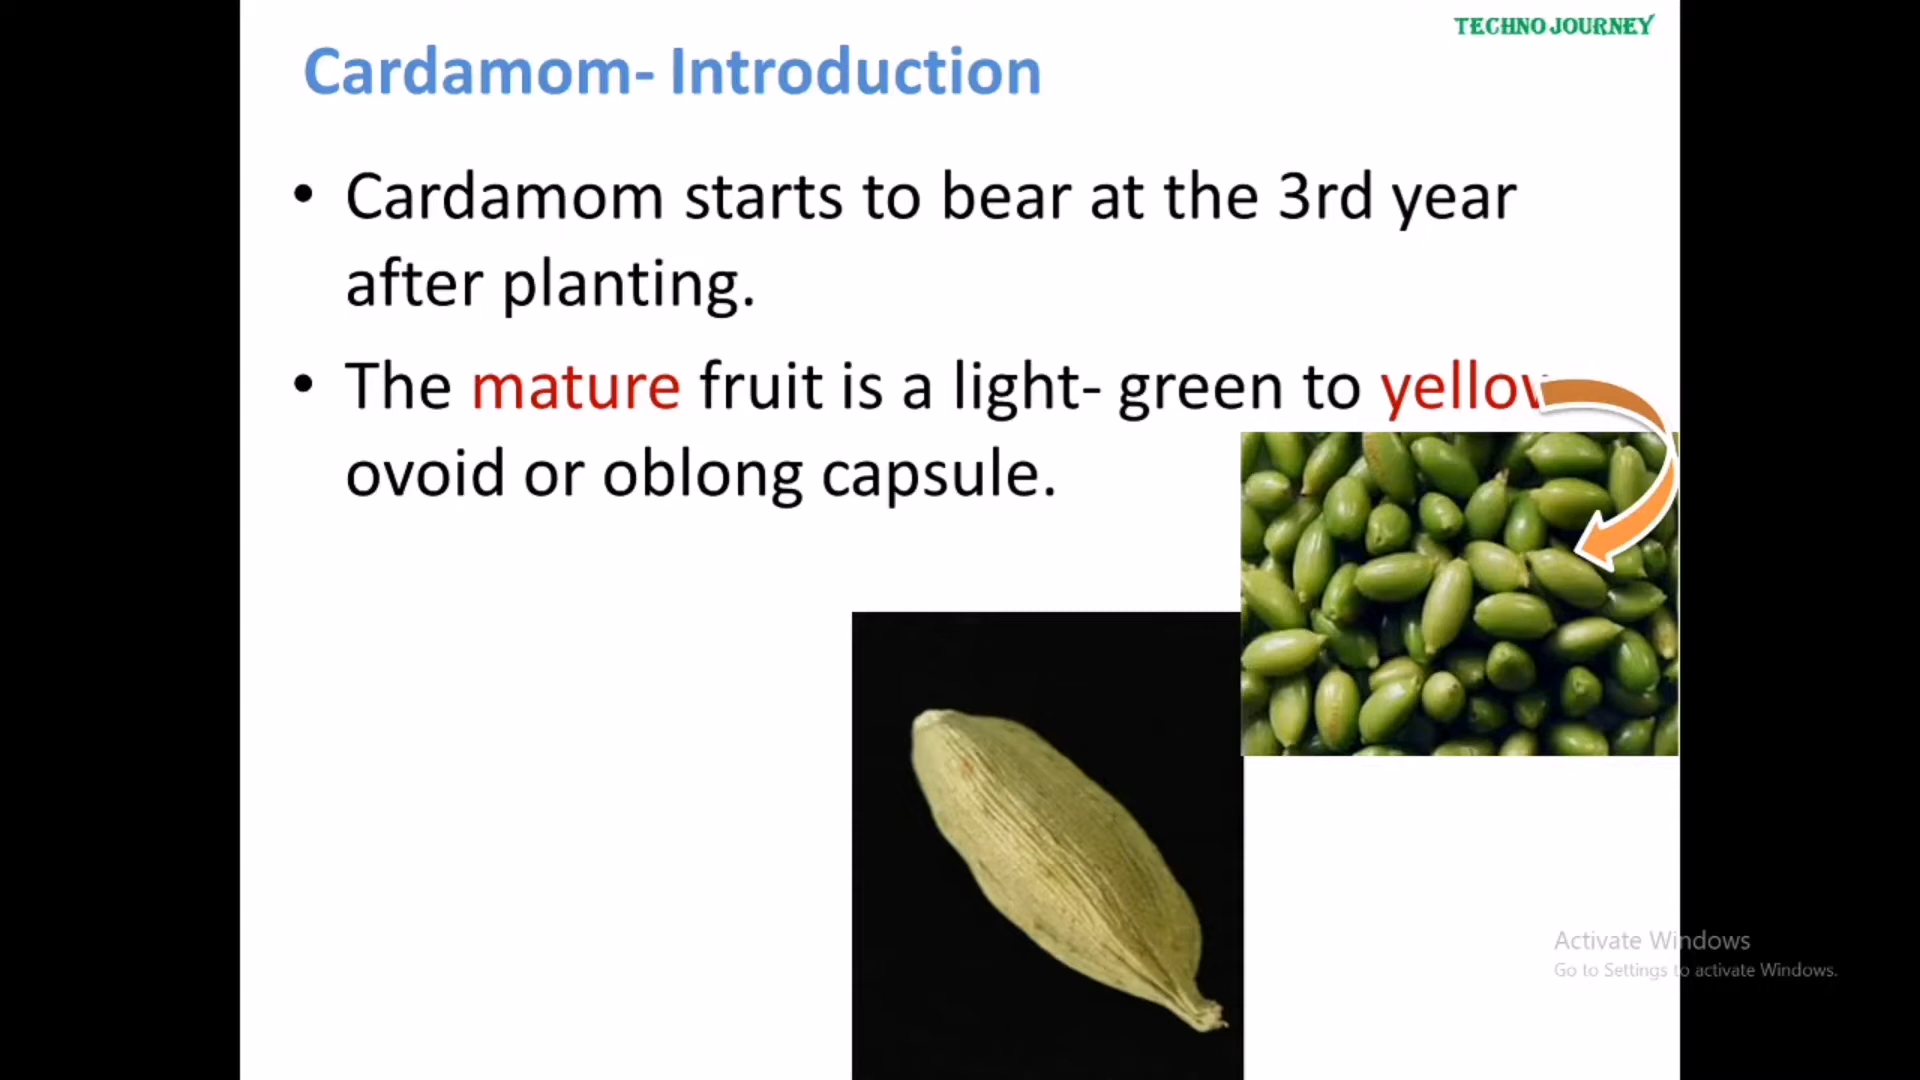 TECHNO JOURNEY
Cardamom- Introduction
• Cardamom starts to bear at the 3rd year
after planting.
• The mature fruit is a light- green to yellow
ovoid or oblong capsule.
Activate Windows
Go to Settings to activate Windows.